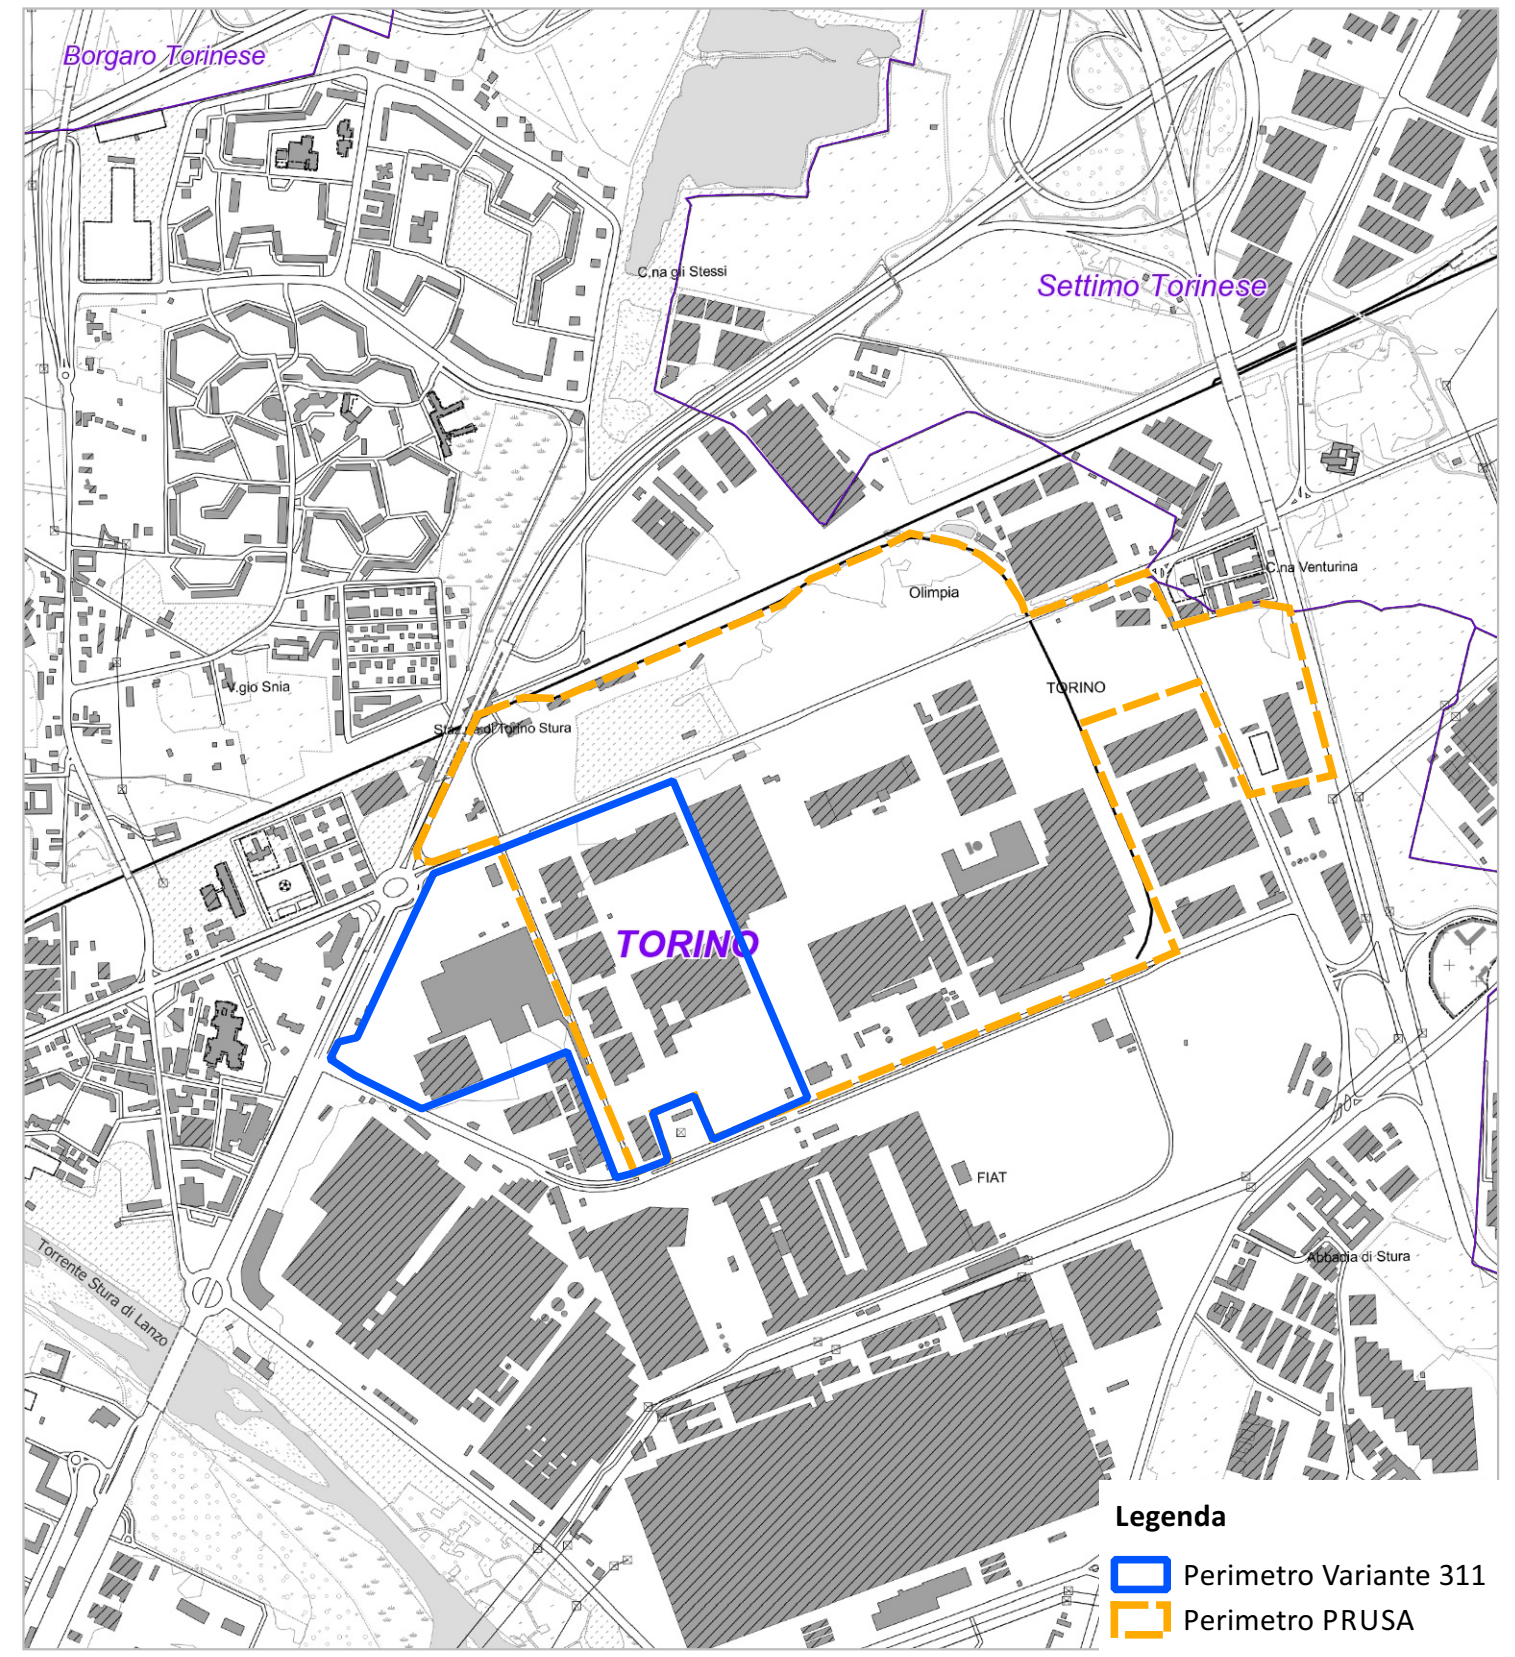 Borgaro Torinese
C.na gli Stessi
Settimo Torinese
C.na Venturina
Olimpia
V.gio Snia
TORINO
Torino Stura
TORINO
FIAT
Torrente Stura di Lanzo
Abbadia di Stura
Legenda
Perimetro Variante 311
Perimetro PRUSA